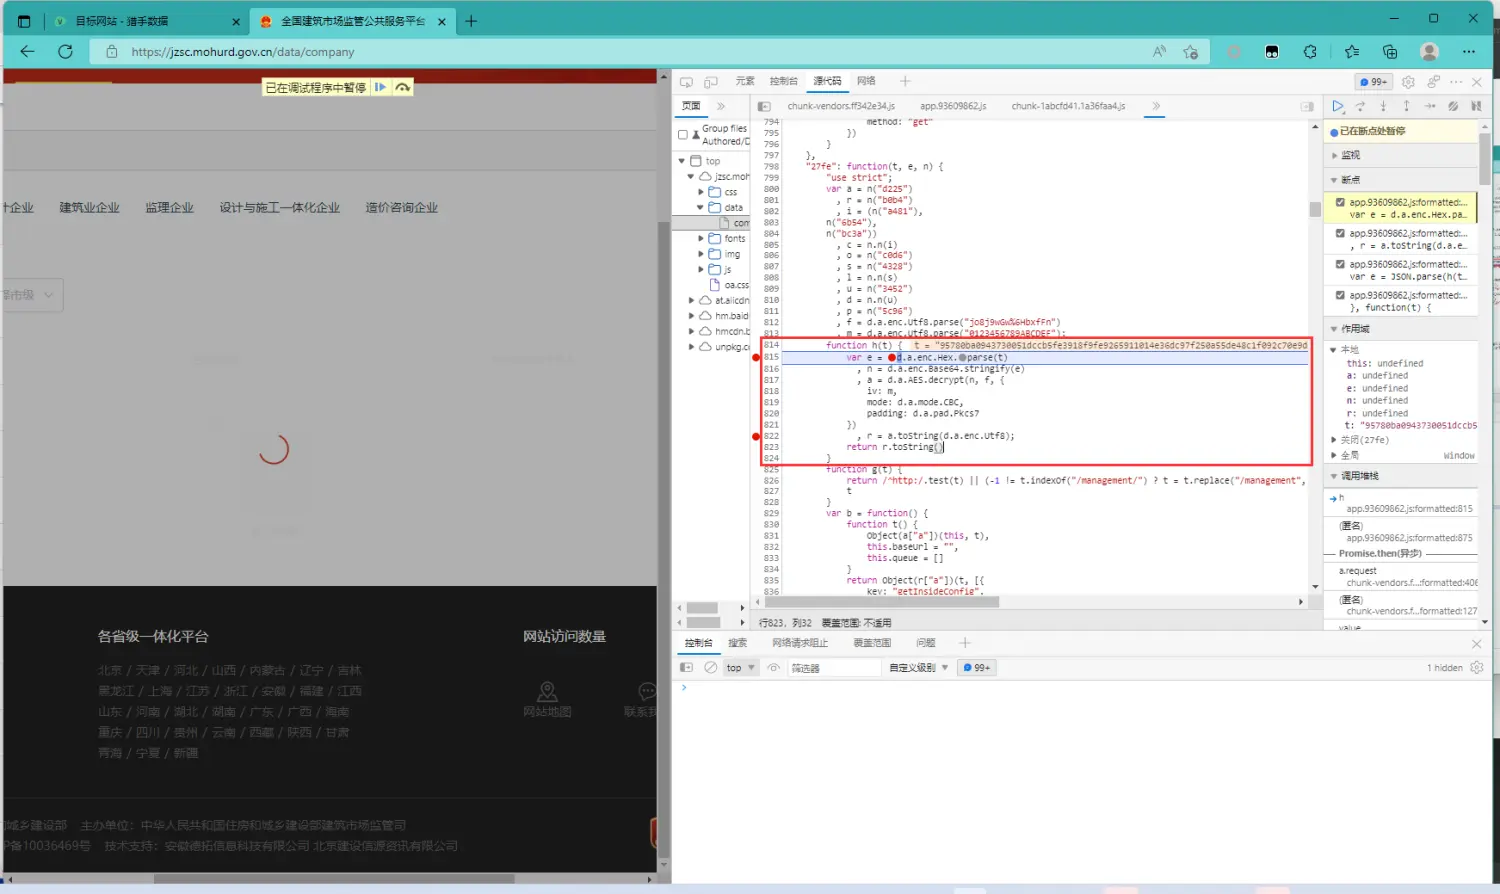 目标网站 - 猎手数据
全国建筑市场监管公共服务平台
https://jzsc.mohurd.gov.cn/data/company
已在调试程序中暂停
建筑业企业
监理企业
设计与施工一体化企业
造价咨询企业
各省级一体化平台
北京 / 天津 / 河北 / 山西 / 内蒙古 / 辽宁 / 吉林
黑龙江 / 上海 / 江苏 / 浙江 / 安徽 / 福建 / 江西
山东 / 河南 / 湖北 / 湖南 / 广东 / 广西 / 海南
重庆 / 四川 / 贵州 / 云南 / 西藏 / 陕西 / 甘肃
青海 / 宁夏 / 新疆
网站访问数量
网站地图
联系我
城乡建设部 主办单位：中华人民共和国住房和城乡建设部建筑市场监管司
P备10036469号 技术支持：安徽德拓信息科技有限公司 北京建设信源资讯有限公司
元素
控制台
源代码
网络
99+
页面
chunk-vendors.ff342e34.js
app.93609862.js
chunk-1abcfd41.1a36faa4.js
Group files
Authored/D
top
jzsc.moh
css
data
com
fonts
img
js
oa.css
at.alicdn
hm.baid
hmcdn.b
unpkg.c
794 method: "get"
795 })
796 }
797 },
798 "27fe": function(t, e, n) {
799 "use strict";
800 var a = n("d225")
801 , r = n("b0b4")
802 , i = (n("a481"),
803 n("6b54"),
804 n("bc3a"))
805 , c = n.n(i)
806 , o = n("c0d6")
807 , s = n("4328")
808 , l = n.n(s)
809 , u = n("3452")
810 , d = n.n(u)
811 , p = n("5c96")
812 , f = d.a.enc.Utf8.parse("jo8j9wGw%6HbxfFn")
813 , m = d.a.enc.Utf8.parse("0123456789ABCDEF");
814 function h(t) { t = "95780ba0943730051dccb5fe3918f9fe9265911014e36dc97f250a55de48c1f092c70e9d
815 var e = d.a.enc.Hex.parse(t)
816 , n = d.a.enc.Base64.stringify(e)
817 , a = d.a.AES.decrypt(n, f, {
818 iv: m,
819 mode: d.a.mode.CBC,
820 padding: d.a.pad.Pkcs7
821 })
822 , r = a.toString(d.a.enc.Utf8);
823 return r.toString()
824 }
825 function g(t) {
826 return /^http:/.test(t) || (-1 != t.indexOf("/management/") ? t = t.replace("/management",
827 t
828 }
829 var b = function() {
830 function t() {
831 Object(a["a"])(this, t),
832 this.baseUrl = "",
833 this.queue = []
834 }
835 return Object(r["a"])(t, [{
836 key: "getInsideConfig",
行823，列32 覆盖范围: 不适用
已在断点处暂停
监视
断点
app.93609862.js:formatted:...
var e = d.a.enc.Hex.pa...
app.93609862.js:formatted:...
, r = a.toString(d.a.e...
app.93609862.js:formatted:...
var e = JSON.parse(h(t...
app.93609862.js:formatted:...
}, function(t) {
作用域
本地
this: undefined
a: undefined
e: undefined
n: undefined
r: undefined
t: "95780ba0943730051dccb5
关闭(27fe)
全局 Window
调用堆栈
h
app.93609862.js:formatted:815
(匿名)
app.93609862.js:formatted:875
Promise.then(异步)
a.request
chunk-vendors.f...:formatted:406
(匿名)
chunk-vendors.f...:formatted:127
value
控制台
搜索
网络请求阻止
覆盖范围
问题
top
筛选器
自定义级别
99+
1 hidden